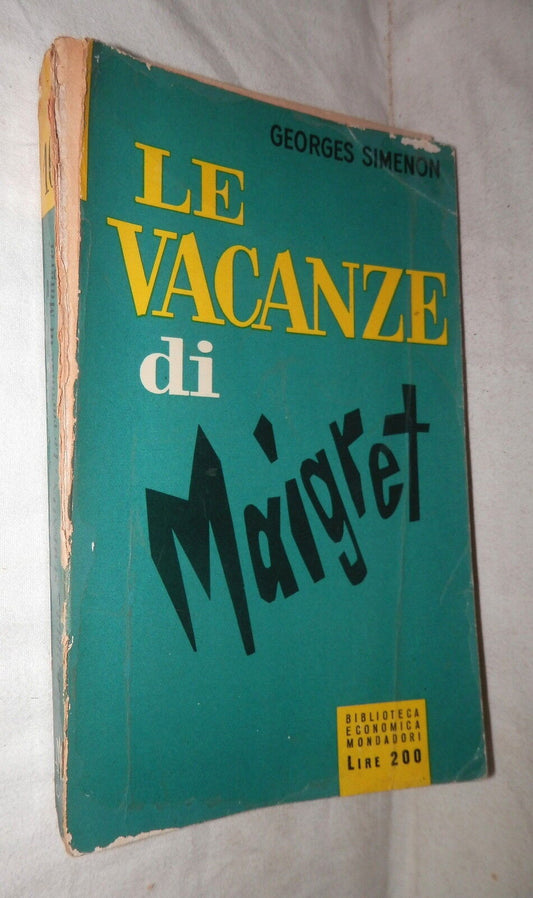 GEORGES SIMENON
LE
VACANZE
di
Maigret
BIBLIOTECA
ECONOMICA
MONDADORI
LIRE 200